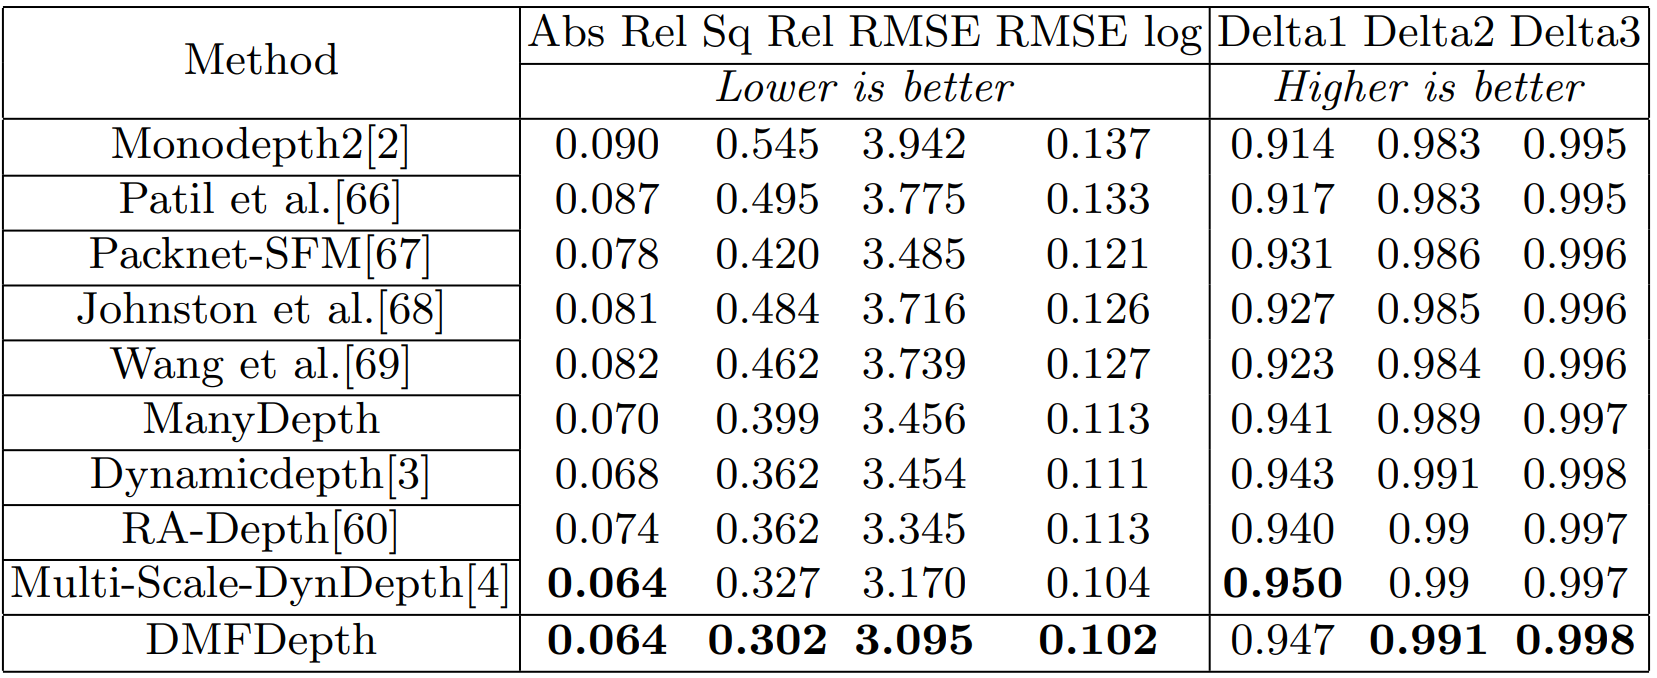 Method Abs Rel Sq Rel RMSE RMSE log Delta1 Delta2 Delta3
Lower is better Higher is better
Monodepth2[2] 0.090 0.545 3.942 0.137 0.914 0.983 0.995
Patil et al.[66] 0.087 0.495 3.775 0.133 0.917 0.983 0.995
Packnet-SFM[67] 0.078 0.420 3.485 0.121 0.931 0.986 0.996
Johnston et al.[68] 0.081 0.484 3.716 0.126 0.927 0.985 0.996
Wang et al.[69] 0.082 0.462 3.739 0.127 0.923 0.984 0.996
ManyDepth 0.070 0.399 3.456 0.113 0.941 0.989 0.997
Dynamicdepth[3] 0.068 0.362 3.454 0.111 0.943 0.991 0.998
RA-Depth[60] 0.074 0.362 3.345 0.113 0.940 0.99 0.997
Multi-Scale-DynDepth[4] 0.064 0.327 3.170 0.104 0.950 0.99 0.997
DMFDepth 0.064 0.302 3.095 0.102 0.947 0.991 0.998